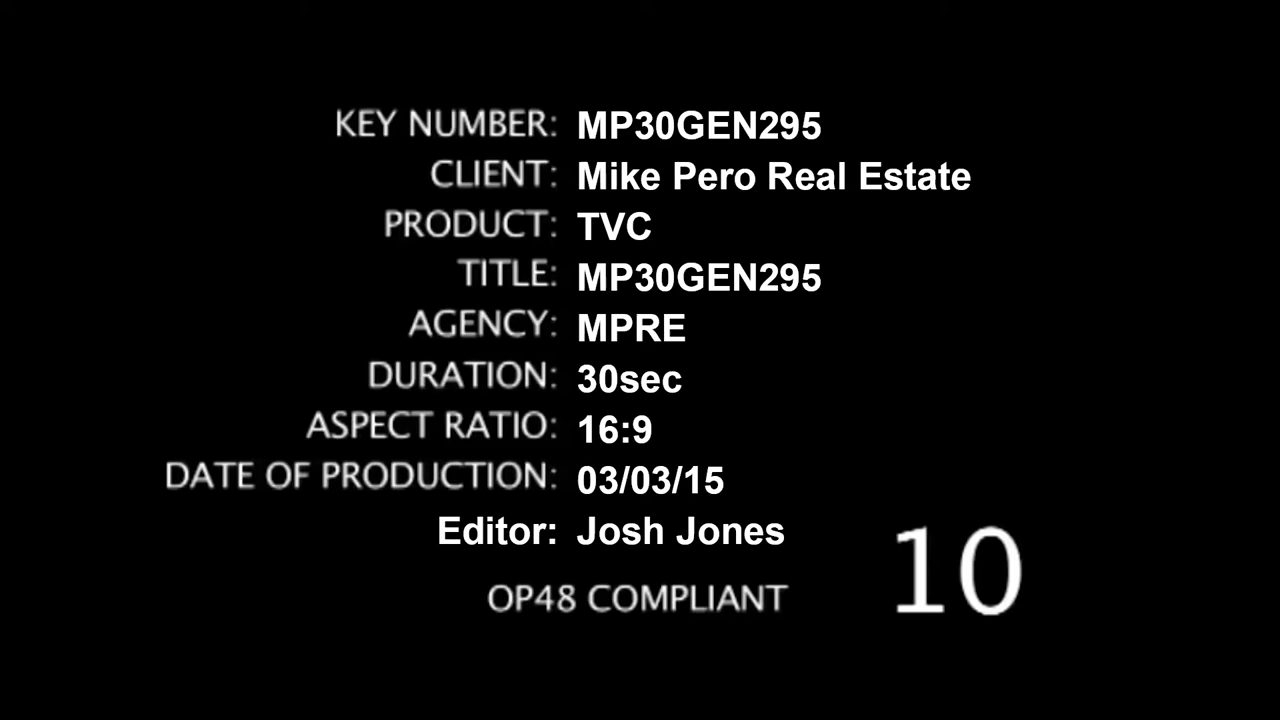 KEY NUMBER: MP30GEN295
CLIENT: Mike Pero Real Estate
PRODUCT: TVC
TITLE: MP30GEN295
AGENCY: MPRE
DURATION: 30sec
ASPECT RATIO: 16:9
DATE OF PRODUCTION: 03/03/15
Editor: Josh Jones
OP48 COMPLIANT
10